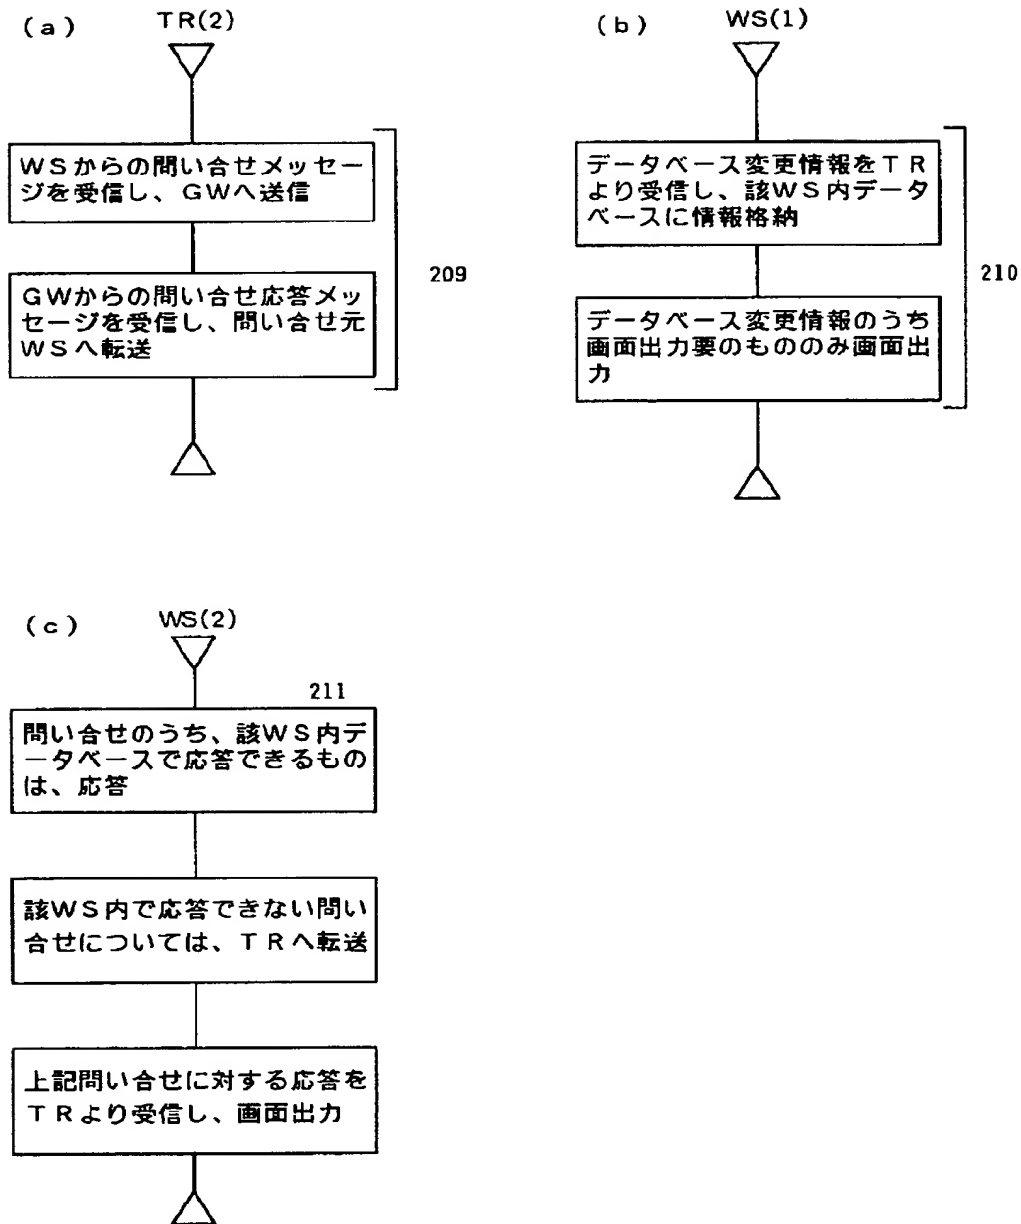 (a) TR(2)
WSからの問い合せメッセー
ジを受信し、GWへ送信
GWからの問い合せ応答メッ
セージを受信し、問い合せ元
WSへ転送
209
(b) WS(1)
データベース変更情報をTR
より受信し、該WS内データ
ベースに情報格納
データベース変更情報のうち
画面出力要のもののみ画面出
力
210
(c) WS(2)
211
問い合せのうち、該WS内デ
ータベースで応答できるもの
は、応答
該WS内で応答できない問い
合せについては、TRへ転送
上記問い合せに対する応答を
TRより受信し、画面出力